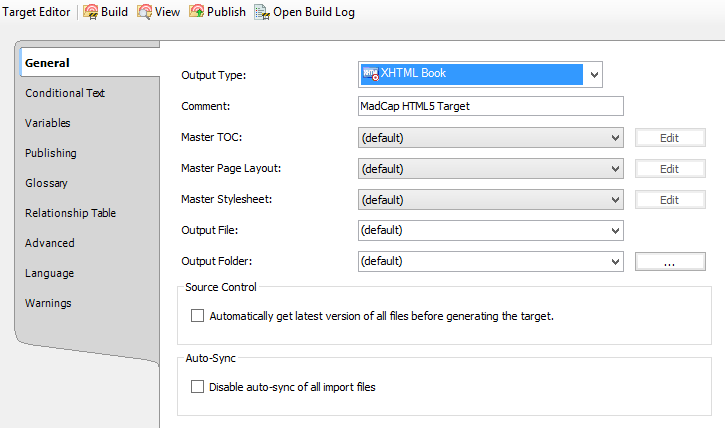 Target Editor Build View Publish Open Build Log
General
Conditional Text
Variables
Publishing
Glossary
Relationship Table
Advanced
Language
Warnings
Output Type: XHTML Book
Comment: MadCap HTML5 Target
Master TOC: (default) Edit
Master Page Layout: (default) Edit
Master Stylesheet: (default) Edit
Output File: (default)
Output Folder: (default) ...
Source Control
Automatically get latest version of all files before generating the target.
Auto-Sync
Disable auto-sync of all import files